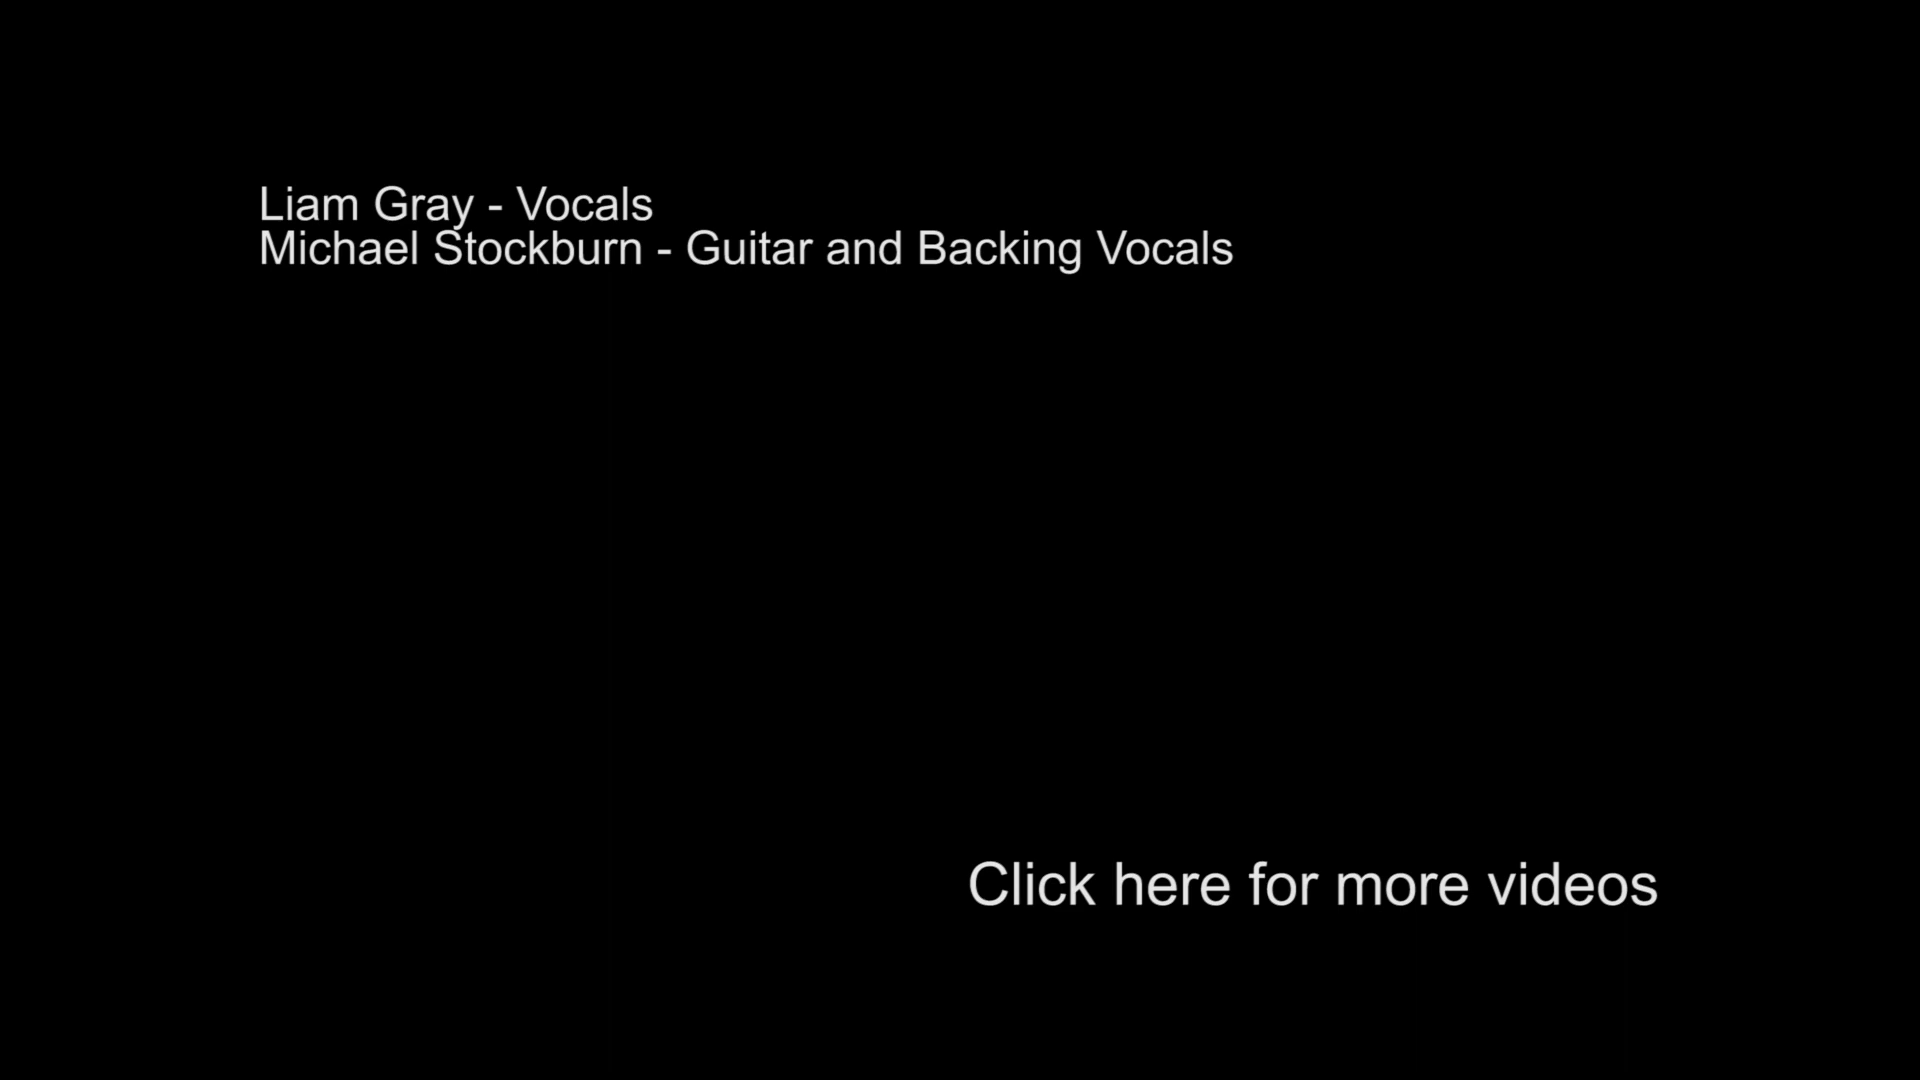 Liam Gray - Vocals
Michael Stockburn - Guitar and Backing Vocals
Click here for more videos